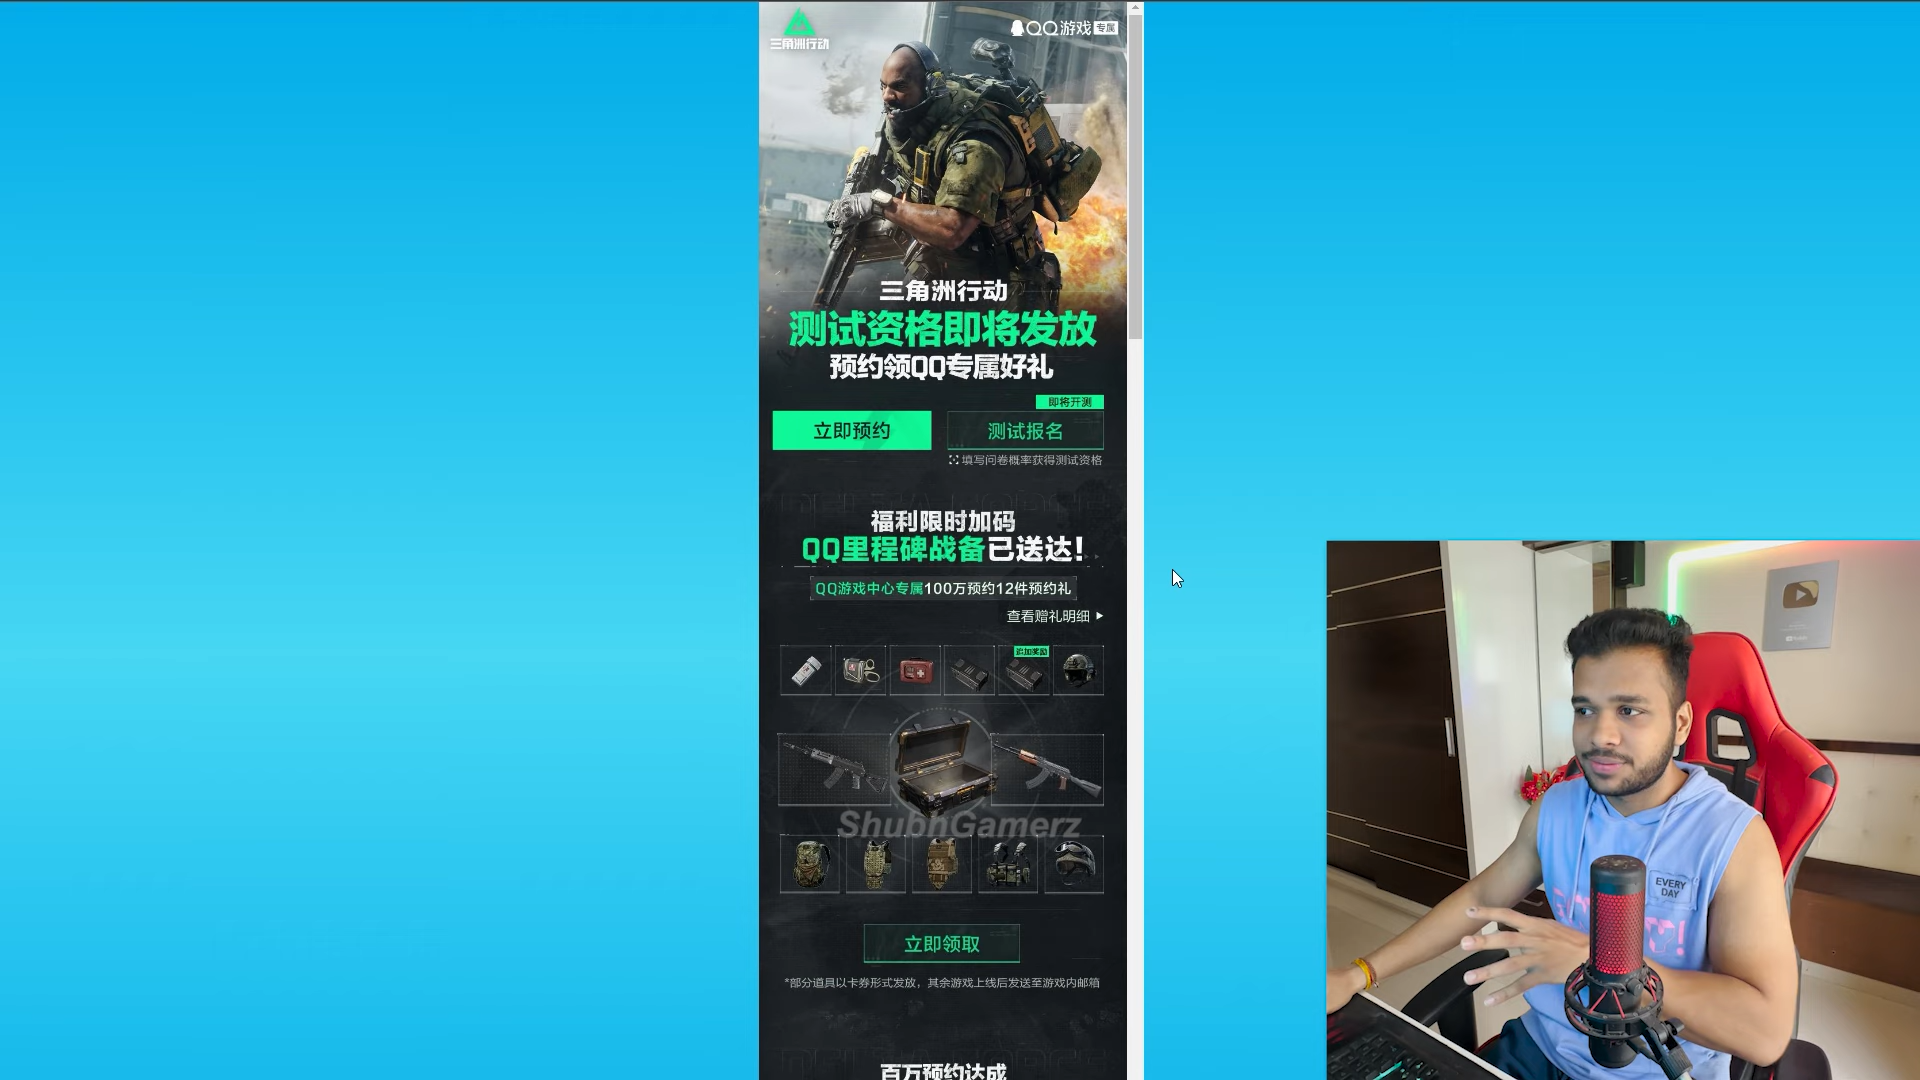 三角洲行动
QQ游戏 专属
三角洲行动
测试资格即将发放
预约领QQ专属好礼
即将开测
立即预约
测试报名
填写问卷概率获得测试资格
福利限时加码
QQ里程碑战备已送达!
QQ游戏中心专属100万预约12件预约礼
查看赠礼明细
追加奖励
ShubhGamerz
立即领取
*部分道具以卡券形式发放，其余游戏上线后发送至游戏内邮箱
百万预约达成
EVERY
DAY